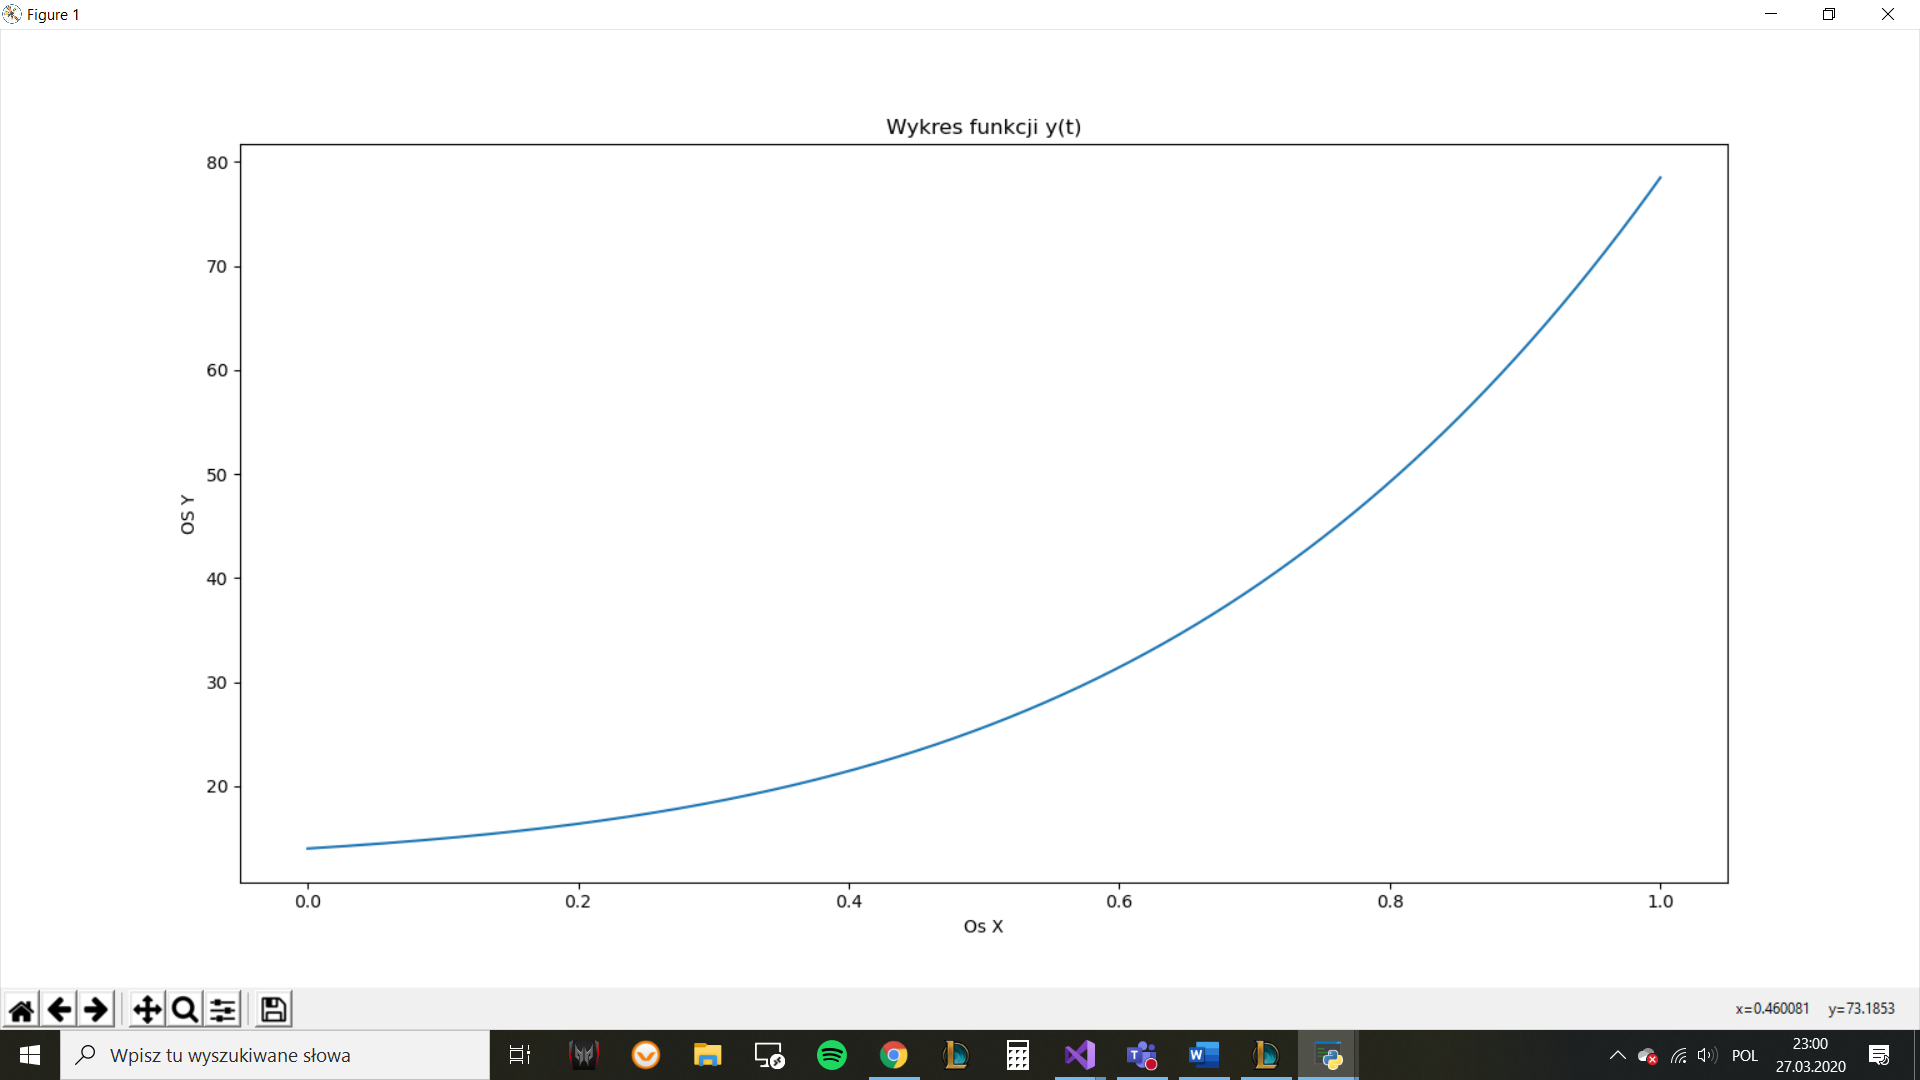 Figure 1
Wykres funkcji y(t)
80
70
60
50
40
30
20
OS Y
0.0 0.2 0.4 0.6 0.8 1.0
Os X
x=0.460081 y=73.1853
Wpisz tu wyszukiwane słowa
POL
23:00
27.03.2020